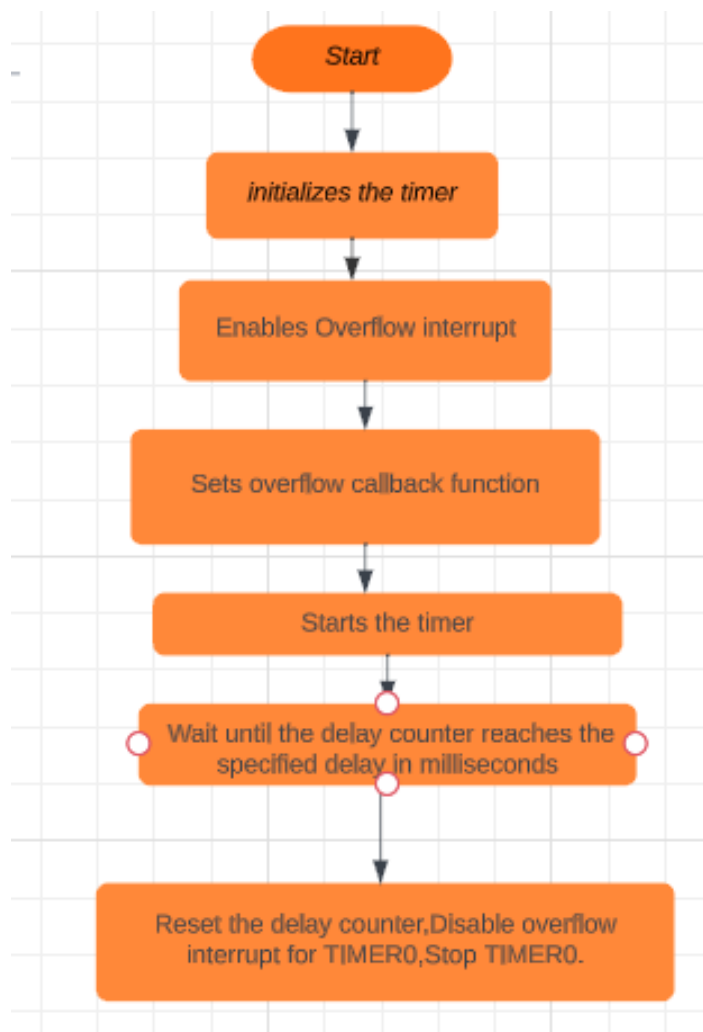 Start
initializes the timer
Enables Overflow interrupt
Sets overflow callback function
Starts the timer
Wait until the delay counter reaches the
specified delay in milliseconds
Reset the delay counter,Disable overflow
interrupt for TIMER0,Stop TIMER0.